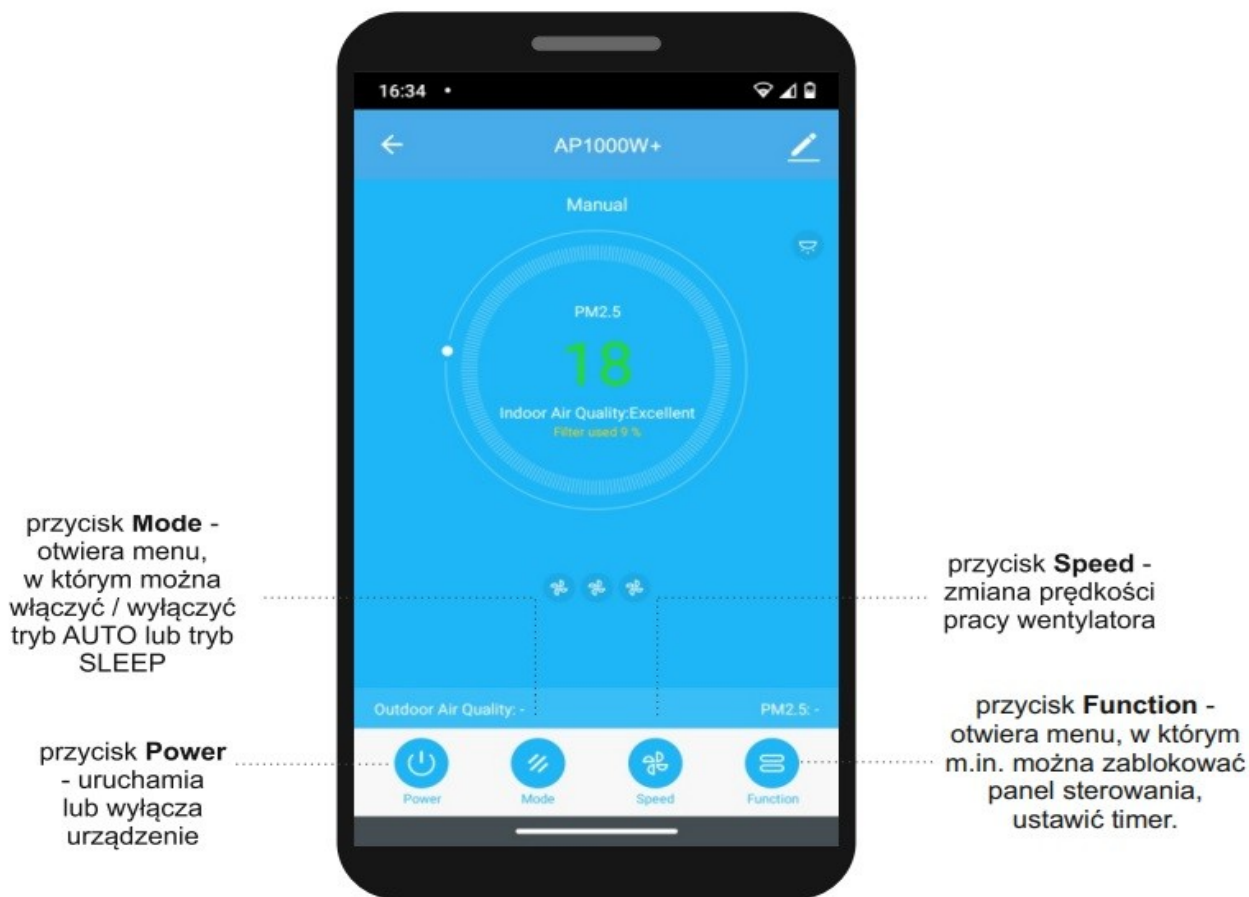 16:34
AP1000W+
Manual
PM2.5
18
Indoor Air Quality:Excellent
Filter used 9 %
przycisk Mode -
otwiera menu,
w którym można
włączyć / wyłączyć
tryb AUTO lub tryb
SLEEP
przycisk Speed -
zmiana prędkości
pracy wentylatora
Outdoor Air Quality: -
PM2.5: -
przycisk Power
- uruchamia
lub wyłącza
urządzenie
przycisk Function -
otwiera menu, w którym
m.in. można zablokować
panel sterowania,
ustawić timer.
Power
Mode
Speed
Function